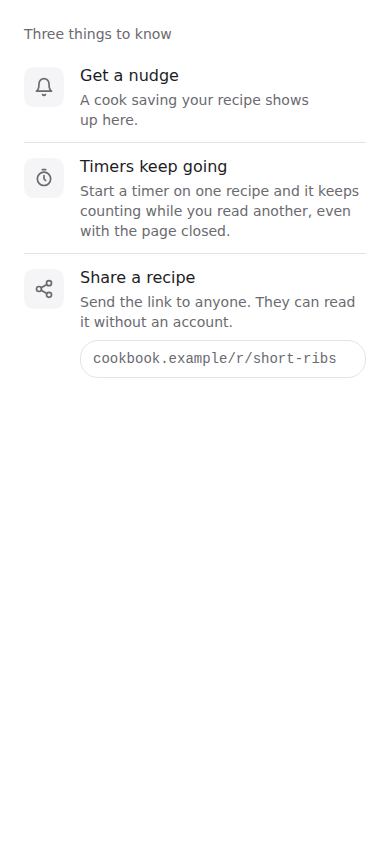 Three things to know
Get a nudge
A cook saving your recipe shows
up here.
Timers keep going
Start a timer on one recipe and it keeps
counting while you read another, even
with the page closed.
Share a recipe
Send the link to anyone. They can read
it without an account.
cookbook.example/r/short-ribs